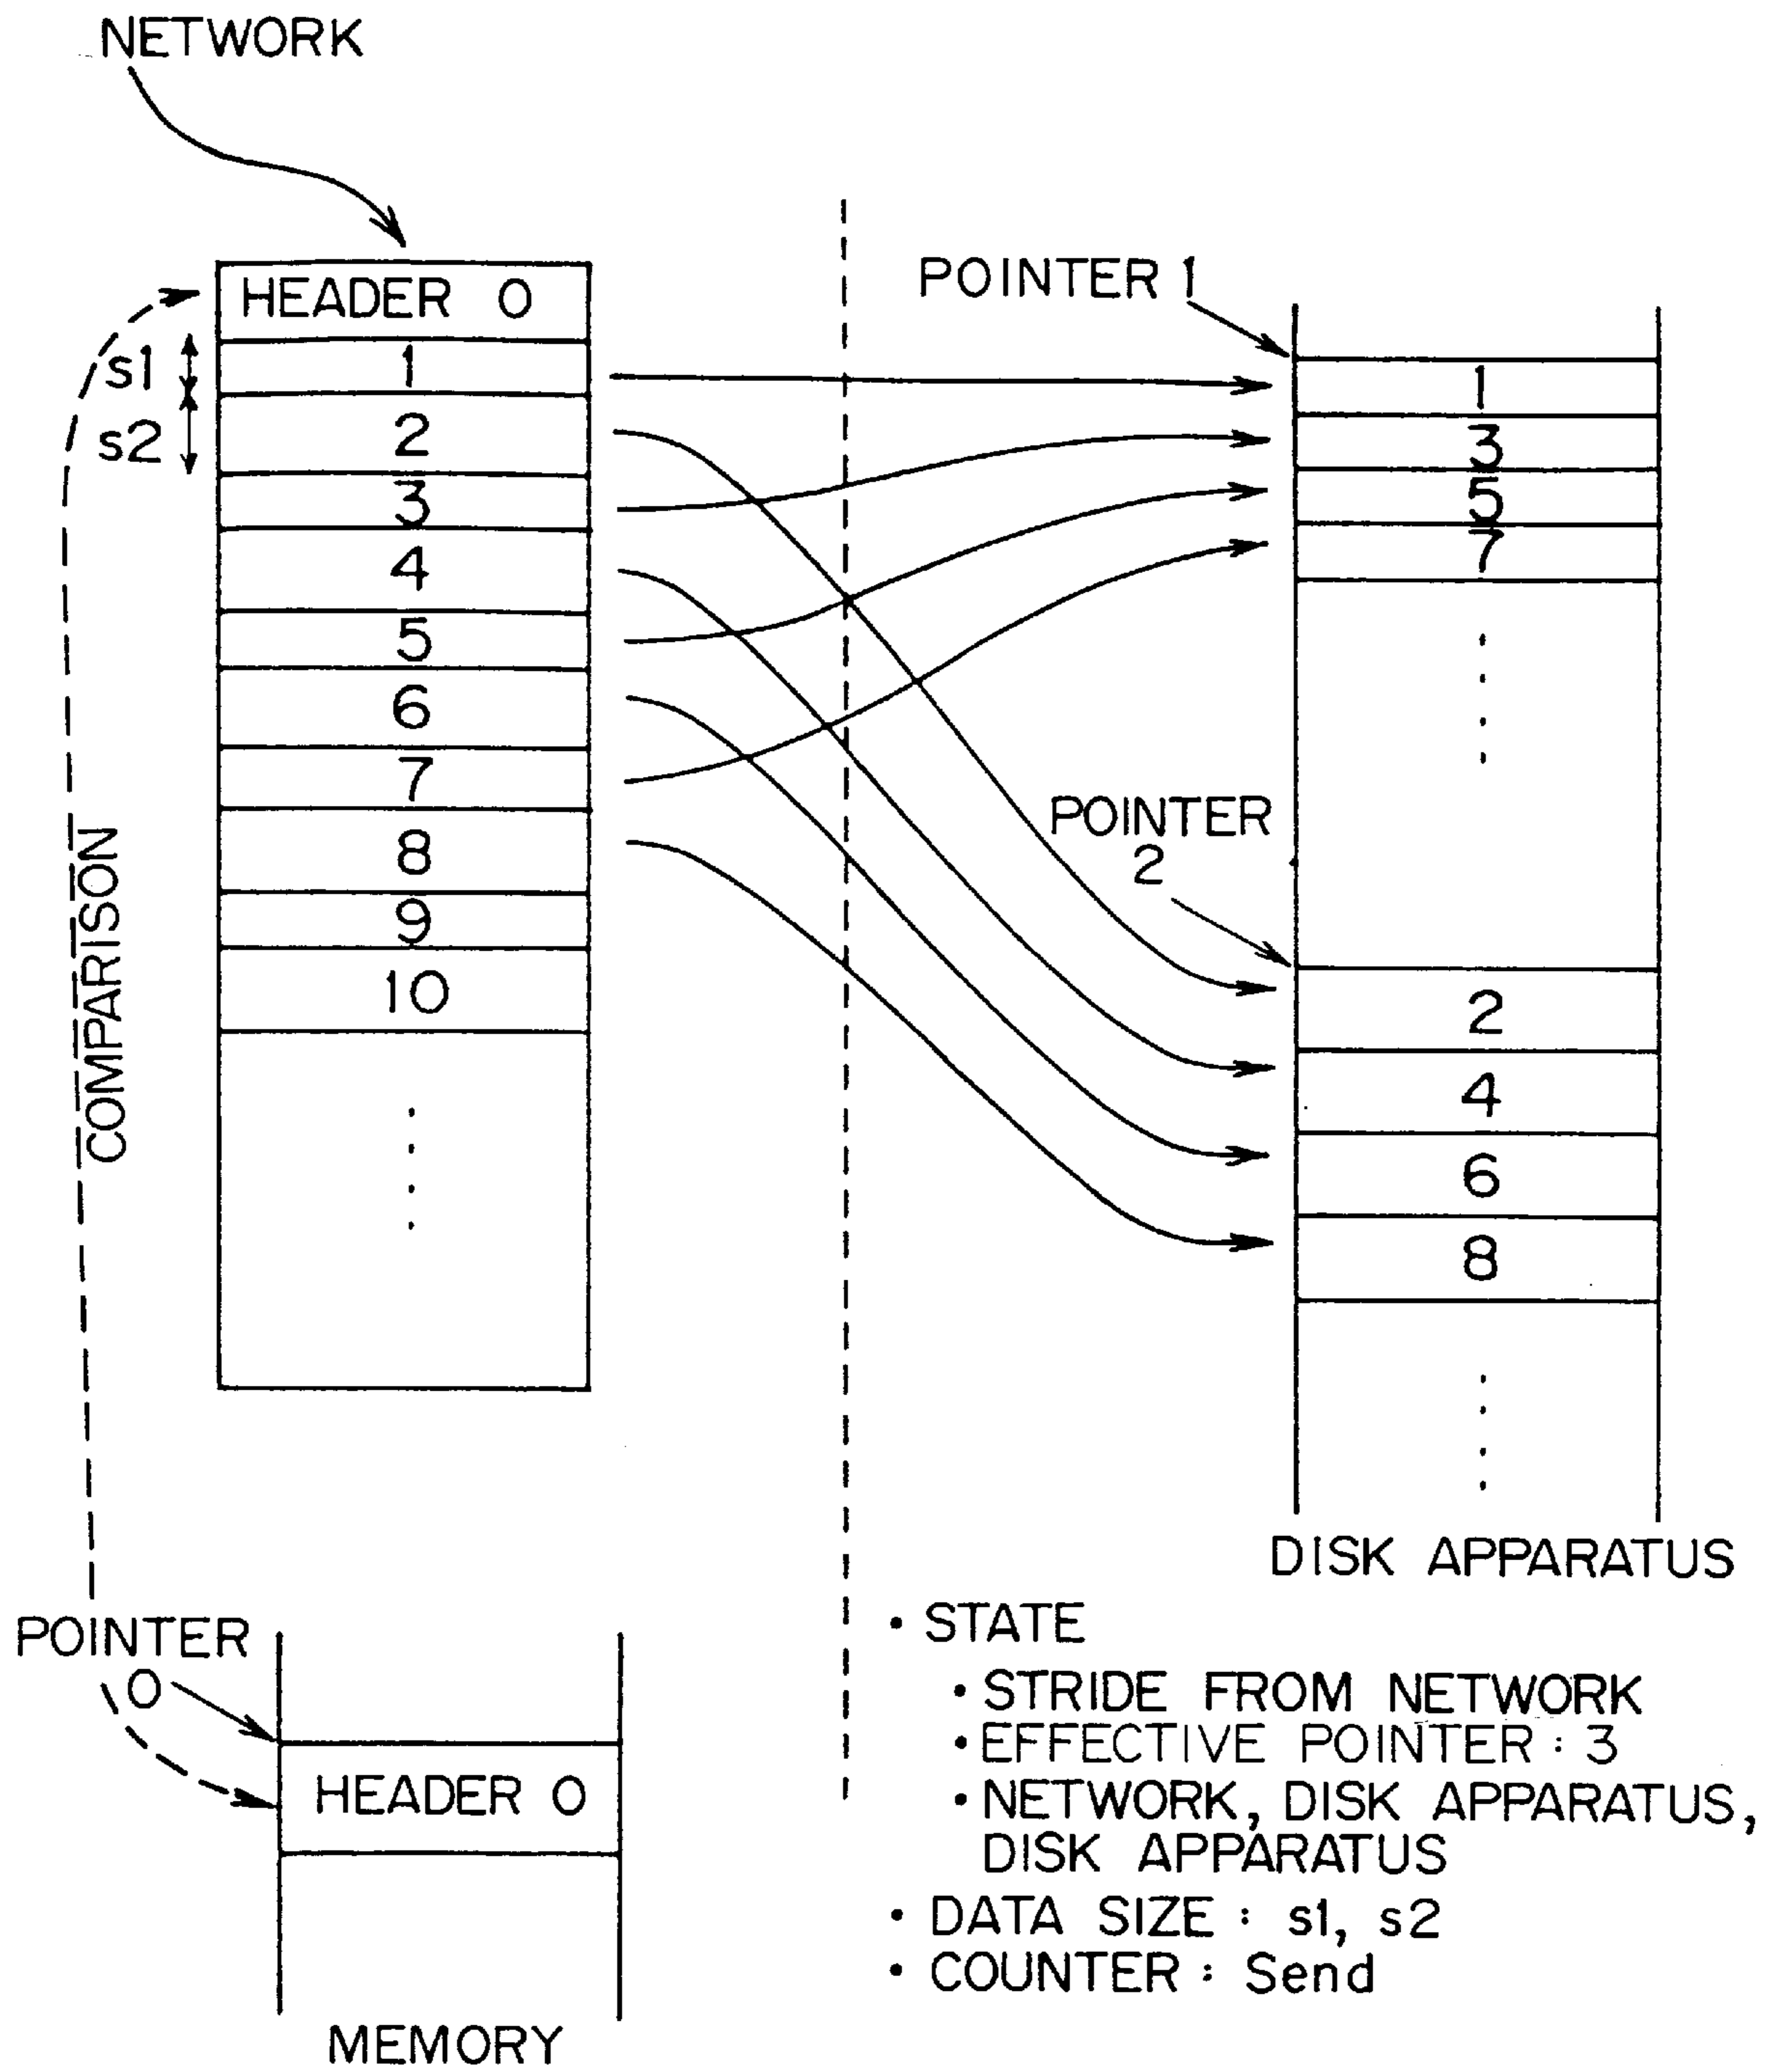 NETWORK
HEADER 0
s1
1
s2
2
3
4
5
6
7
8
9
10
COMPARISON
POINTER 1
1
3
5
7
POINTER
2
2
4
6
8
DISK APPARATUS
POINTER
0
HEADER 0
MEMORY
• STATE
• STRIDE FROM NETWORK
• EFFECTIVE POINTER : 3
• NETWORK, DISK APPARATUS,
DISK APPARATUS
• DATA SIZE : s1, s2
• COUNTER : Send